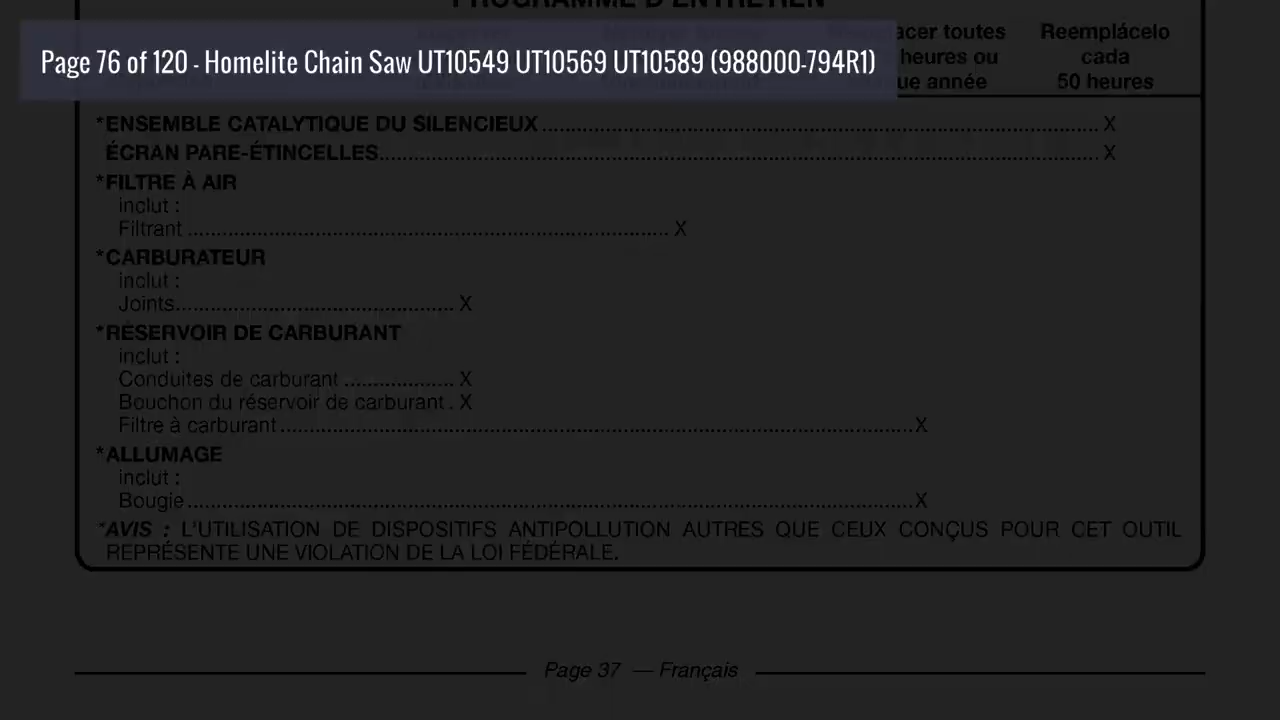 PROGRAMME D'ENTRETIEN
Page 76 of 120 - Homelite Chain Saw UT10549 UT10569 UT10589 (988000-794R1)
toutes Reemplácelo
heures ou cada
année 50 heures
*ENSEMBLE CATALYTIQUE DU SILENCIEUX ........ X
ÉCRAN PARE-ÉTINCELLES ........ X
*FILTRE À AIR
inclut :
Filtrant ........ X
*CARBURATEUR
inclut :
Joints ........ X
*RÉSERVOIR DE CARBURANT
inclut :
Conduites de carburant ........ X
Bouchon du réservoir de carburant . X
Filtre à carburant ........ X
*ALLUMAGE
inclut :
Bougie ........ X
*AVIS : L'UTILISATION DE DISPOSITIFS ANTIPOLLUTION AUTRES QUE CEUX CONÇUS POUR CET OUTIL
REPRÉSENTE UNE VIOLATION DE LA LOI FÉDÉRALE.
Page 37 — Français